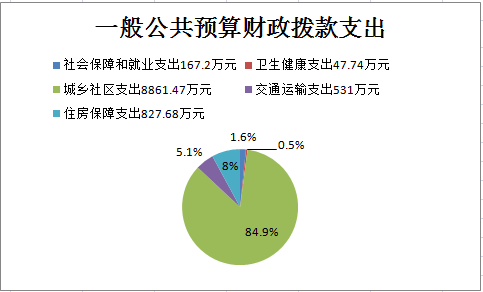 一般公共预算财政拨款支出
社会保障和就业支出167.2万元 卫生健康支出47.74万元
城乡社区支出8861.47万元 交通运输支出531万元
住房保障支出827.68万元
1.6%
0.5%
5.1%
8%
84.9%